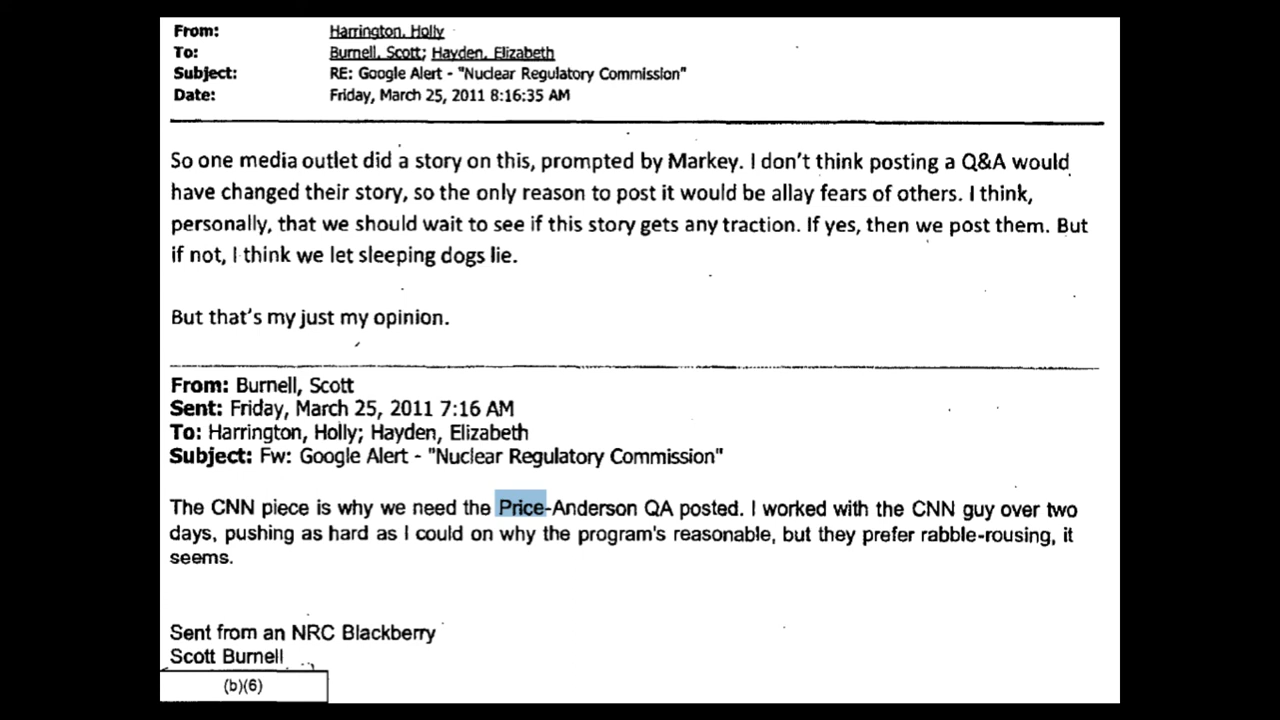 From: Harrington, Holly
To: Burnell, Scott; Hayden, Elizabeth
Subject: RE: Google Alert - "Nuclear Regulatory Commission"
Date: Friday, March 25, 2011 8:16:35 AM
So one media outlet did a story on this, prompted by Markey. I don't think posting a Q&A would
have changed their story, so the only reason to post it would be allay fears of others. I think,
personally, that we should wait to see if this story gets any traction. If yes, then we post them. But
if not, I think we let sleeping dogs lie.
But that's my just my opinion.
From: Burnell, Scott
Sent: Friday, March 25, 2011 7:16 AM
To: Harrington, Holly; Hayden, Elizabeth
Subject: Fw: Google Alert - "Nuclear Regulatory Commission"
The CNN piece is why we need the Price-Anderson QA posted. I worked with the CNN guy over two
days, pushing as hard as I could on why the program's reasonable, but they prefer rabble-rousing, it
seems.
Sent from an NRC Blackberry
Scott Burnell
(b)(6)